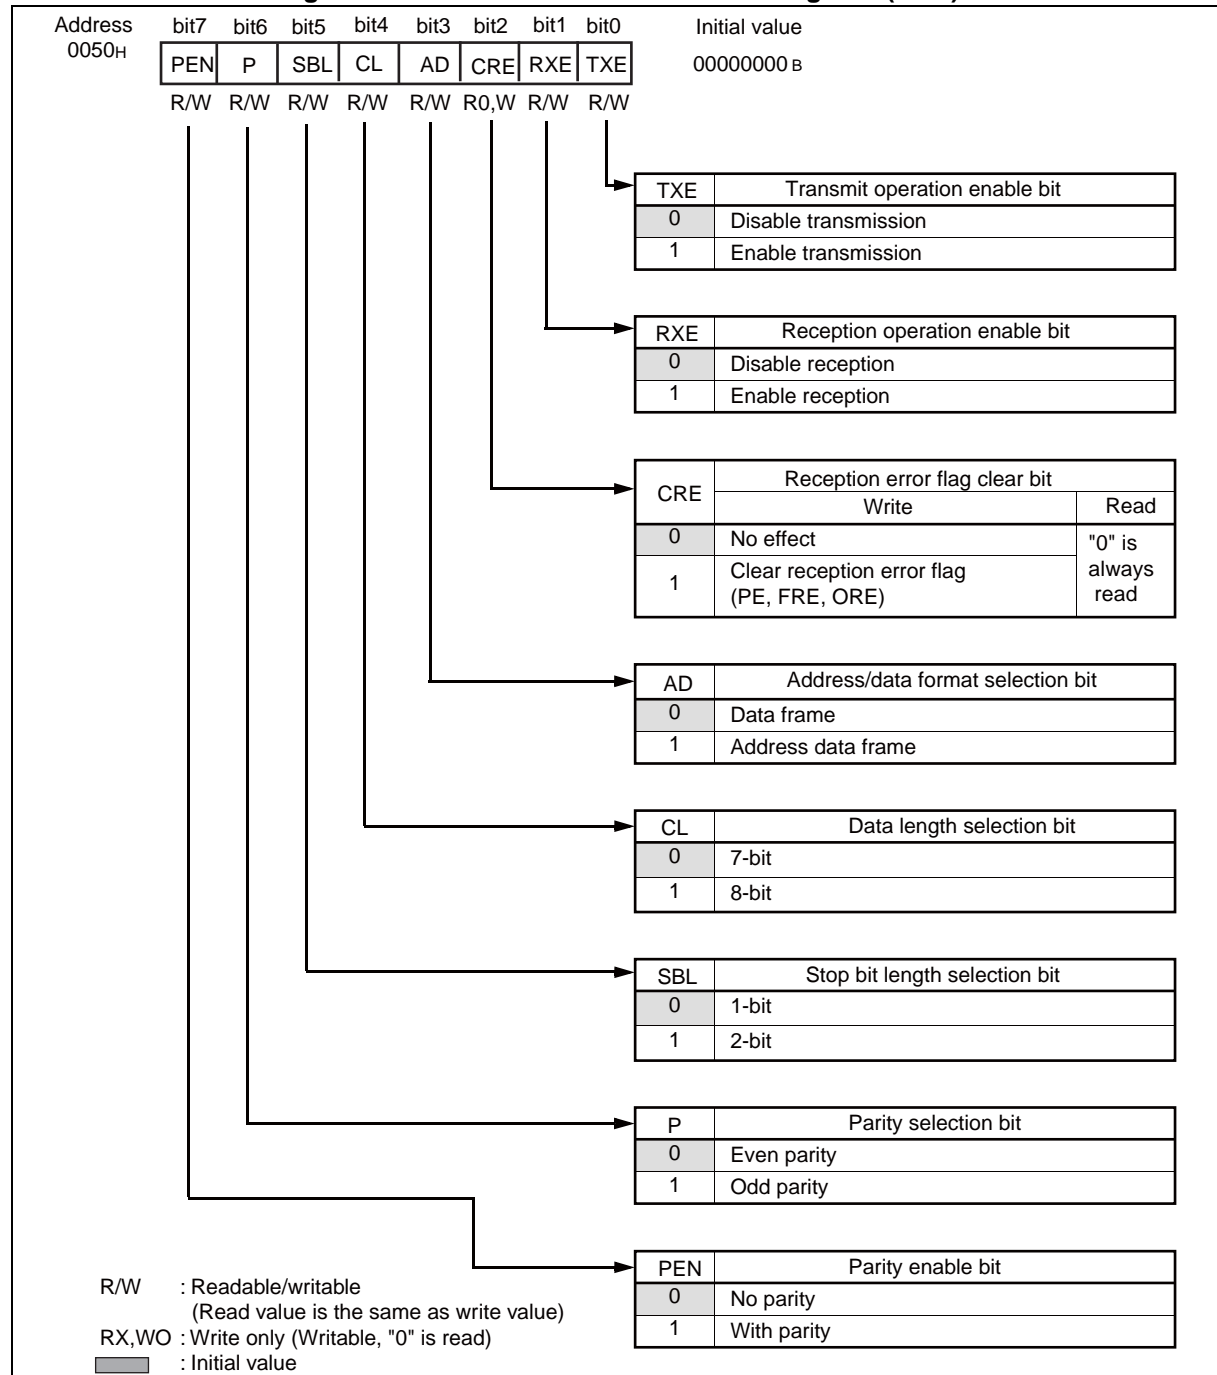 Address bit7 bit6 bit5 bit4 bit3 bit2 bit1 bit0 Initial value
0050H PEN P SBL CL AD CRE RXE TXE 00000000 B
R/W R/W R/W R/W R/W R0,W R/W R/W
TXE Transmit operation enable bit
0 Disable transmission
1 Enable transmission
RXE Reception operation enable bit
0 Disable reception
1 Enable reception
CRE Reception error flag clear bit
Write Read
0 No effect "0" is
1 Clear reception error flag always
(PE, FRE, ORE) read
AD Address/data format selection bit
0 Data frame
1 Address data frame
CL Data length selection bit
0 7-bit
1 8-bit
SBL Stop bit length selection bit
0 1-bit
1 2-bit
P Parity selection bit
0 Even parity
1 Odd parity
PEN Parity enable bit
0 No parity
1 With parity
R/W : Readable/writable
(Read value is the same as write value)
RX,WO : Write only (Writable, "0" is read)
: Initial value